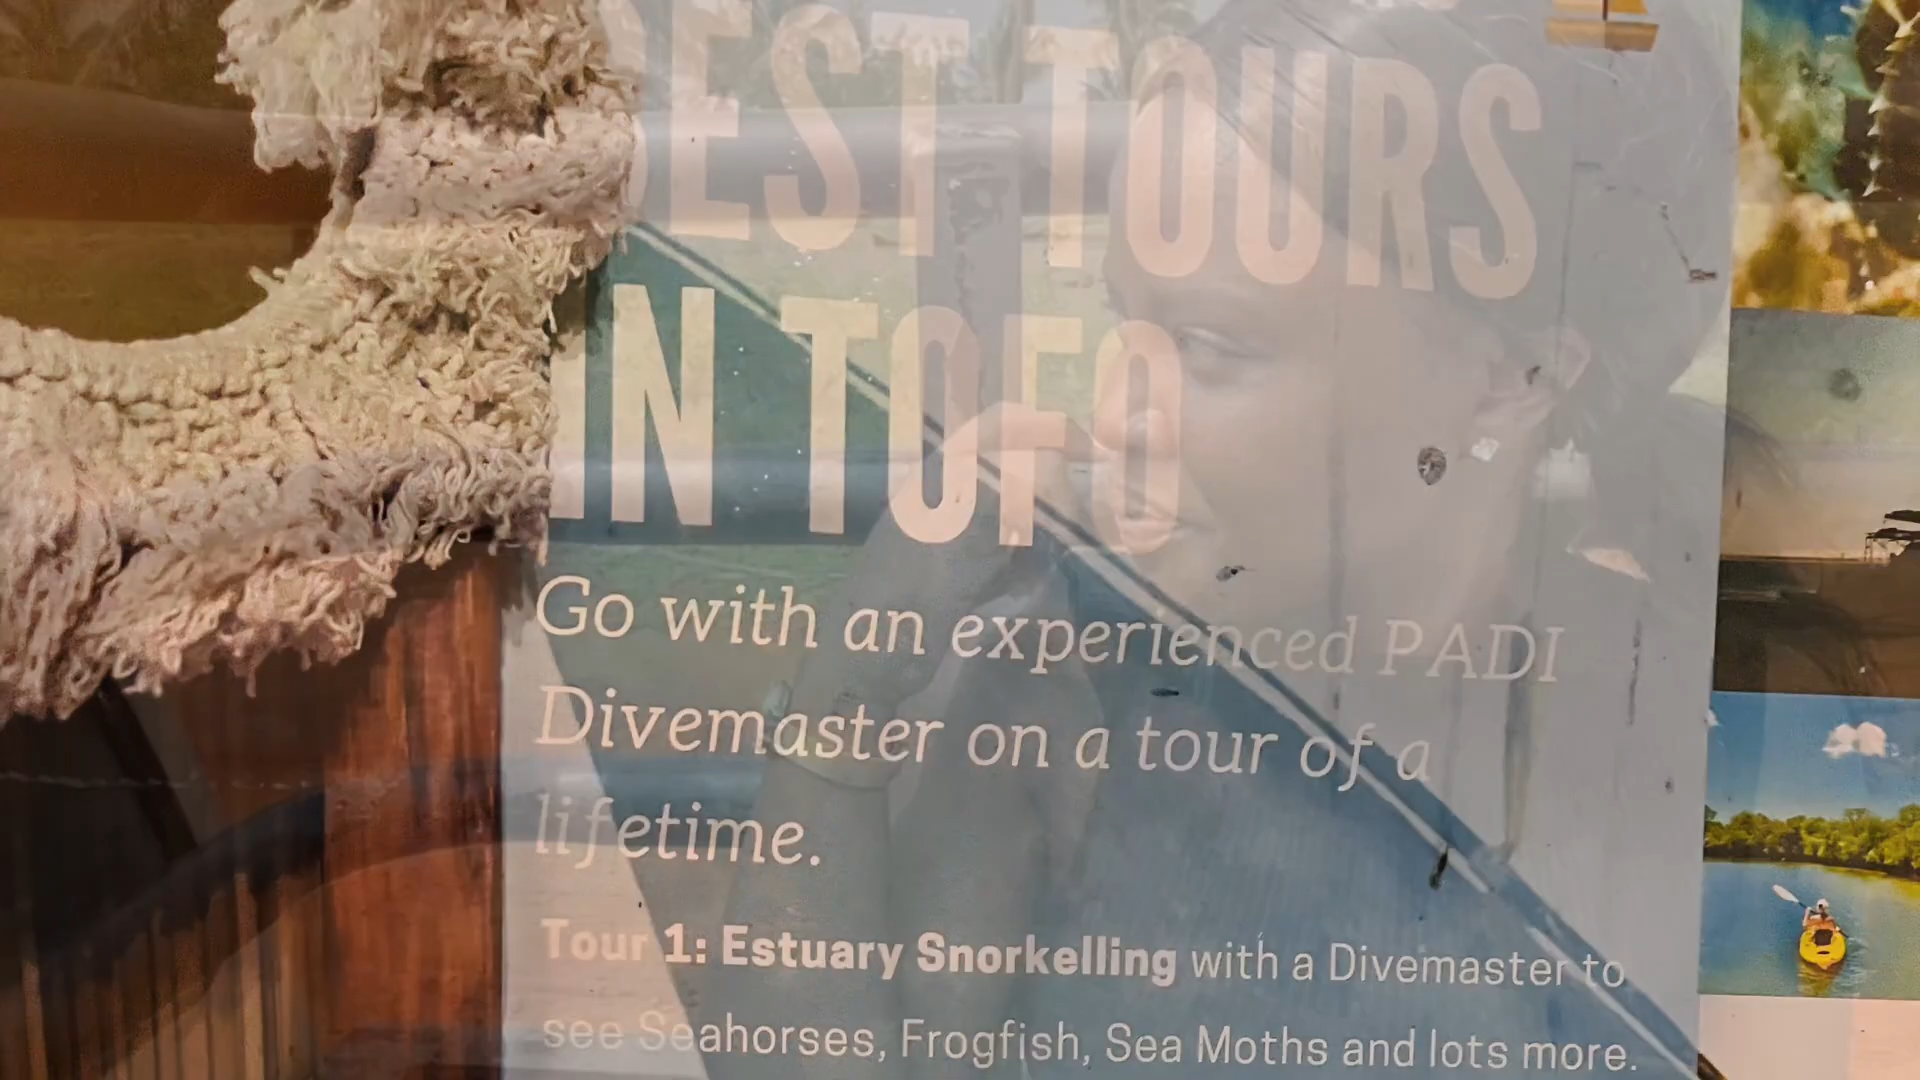 BEST TOURS
IN TOFO
Go with an experienced PADI
Divemaster on a tour of a
lifetime.
Tour 1: Estuary Snorkelling with a Divemaster to
see Seahorses, Frogfish, Sea Moths and lots more.